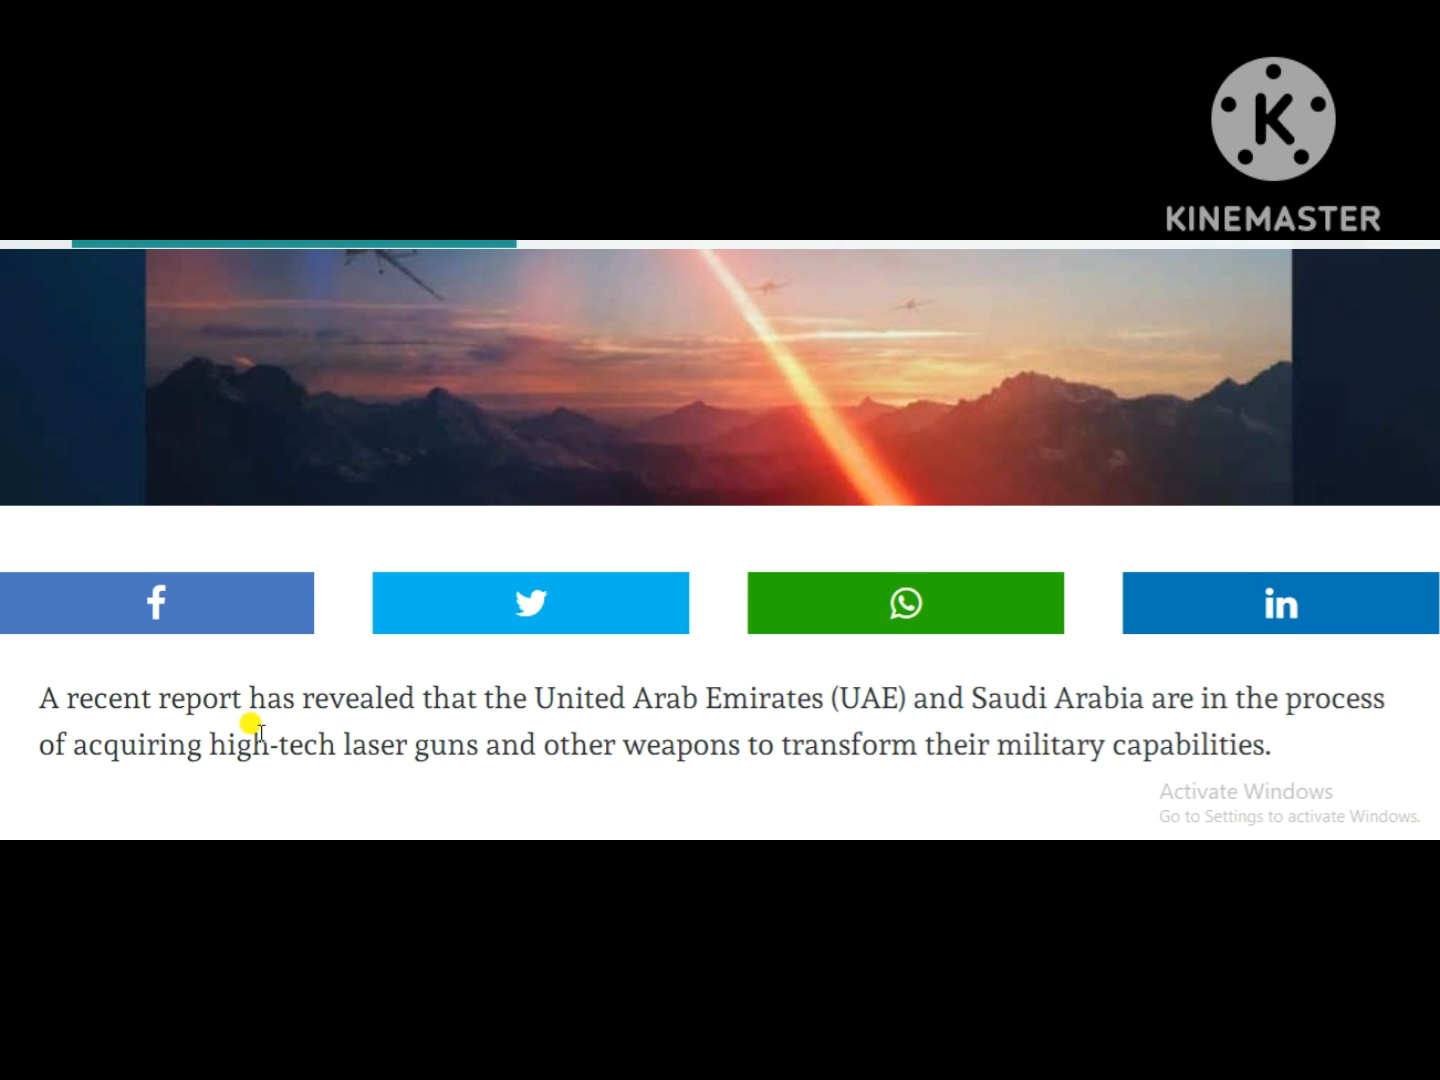 K
KINEMASTER
A recent report has revealed that the United Arab Emirates (UAE) and Saudi Arabia are in the process
of acquiring high-tech laser guns and other weapons to transform their military capabilities.
Activate Windows
Go to Settings to activate Windows.